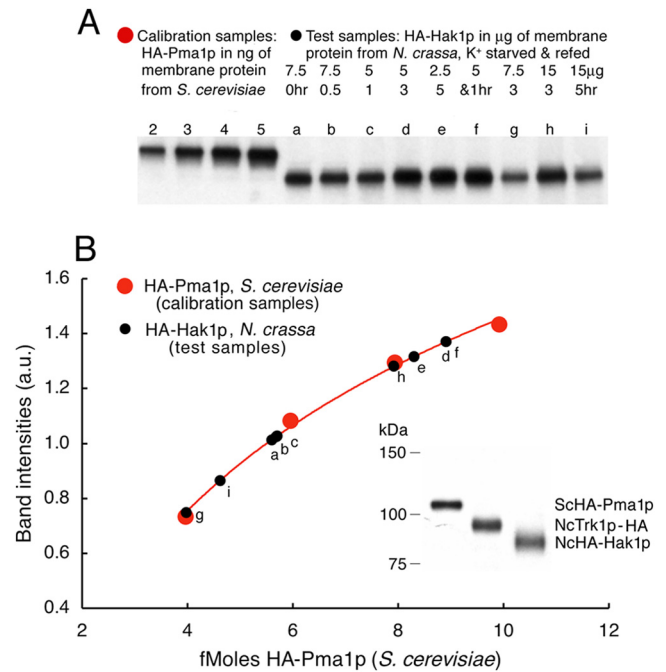 A
Calibration samples:
HA-Pma1p in ng of
membrane protein
from S. cerevisiae
Test samples: HA-Hak1p in µg of membrane
protein from N. crassa, K⁺ starved & refed
7.5 7.5 5 5 2.5 5 7.5 15 15µg
0hr 0.5 1 3 5 &1hr 3 3 5hr
2 3 4 5 a b c d e f g h i
B
Band intensities (a.u.)
1.6
1.4
1.2
1.0
0.8
0.6
0.4
HA-Pma1p, S. cerevisiae
(calibration samples)
HA-Hak1p, N. crassa
(test samples)
g
i
a b c
h
e
d f
kDa
150
100
75
ScHA-Pma1p
NcTrk1p-HA
NcHA-Hak1p
2 4 6 8 10 12
fMoles HA-Pma1p (S. cerevisiae)